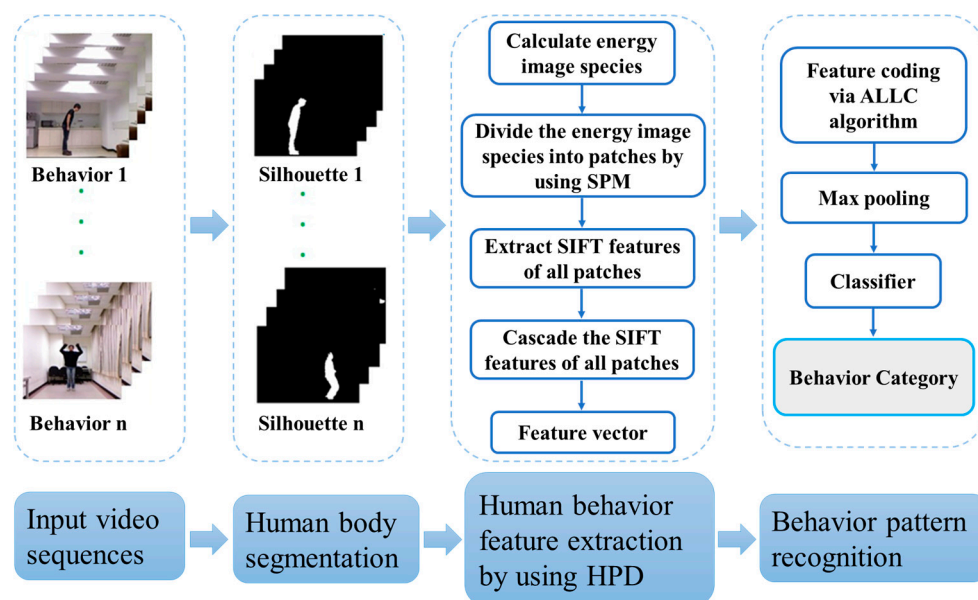 Behavior 1
Behavior n
Silhouette 1
Silhouette n
Calculate energy
image species
Divide the energy image
species into patches by
using SPM
Extract SIFT features
of all patches
Cascade the SIFT
features of all patches
Feature vector
Feature coding
via ALLC
algorithm
Max pooling
Classifier
Behavior Category
Input video
sequences
Human body
segmentation
Human behavior
feature extraction
by using HPD
Behavior pattern
recognition